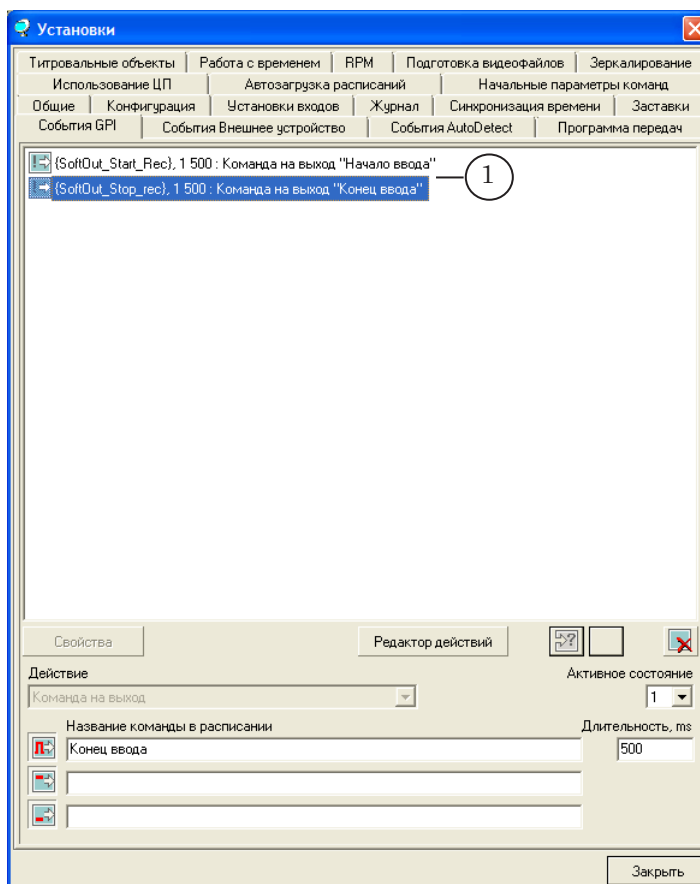 Установки
Титровальные объекты Работа с временем RPM Подготовка видеофайлов Зеркалирование
Использование ЦП Автозагрузка расписаний Начальные параметры команд
Общие Конфигурация Установки входов Журнал Синхронизация времени Заставки
События GPI События Внешнее устройство События AutoDetect Программа передач
{SoftOut_Start_Rec}, 1 500 : Команда на выход "Начало ввода"
1
{SoftOut_Stop_rec}, 1 500 : Команда на выход "Конец ввода"
Свойства Редактор действий
Действие Активное состояние
Команда на выход 1
Название команды в расписании Длительность, ms
Конец ввода 500
Закрыть